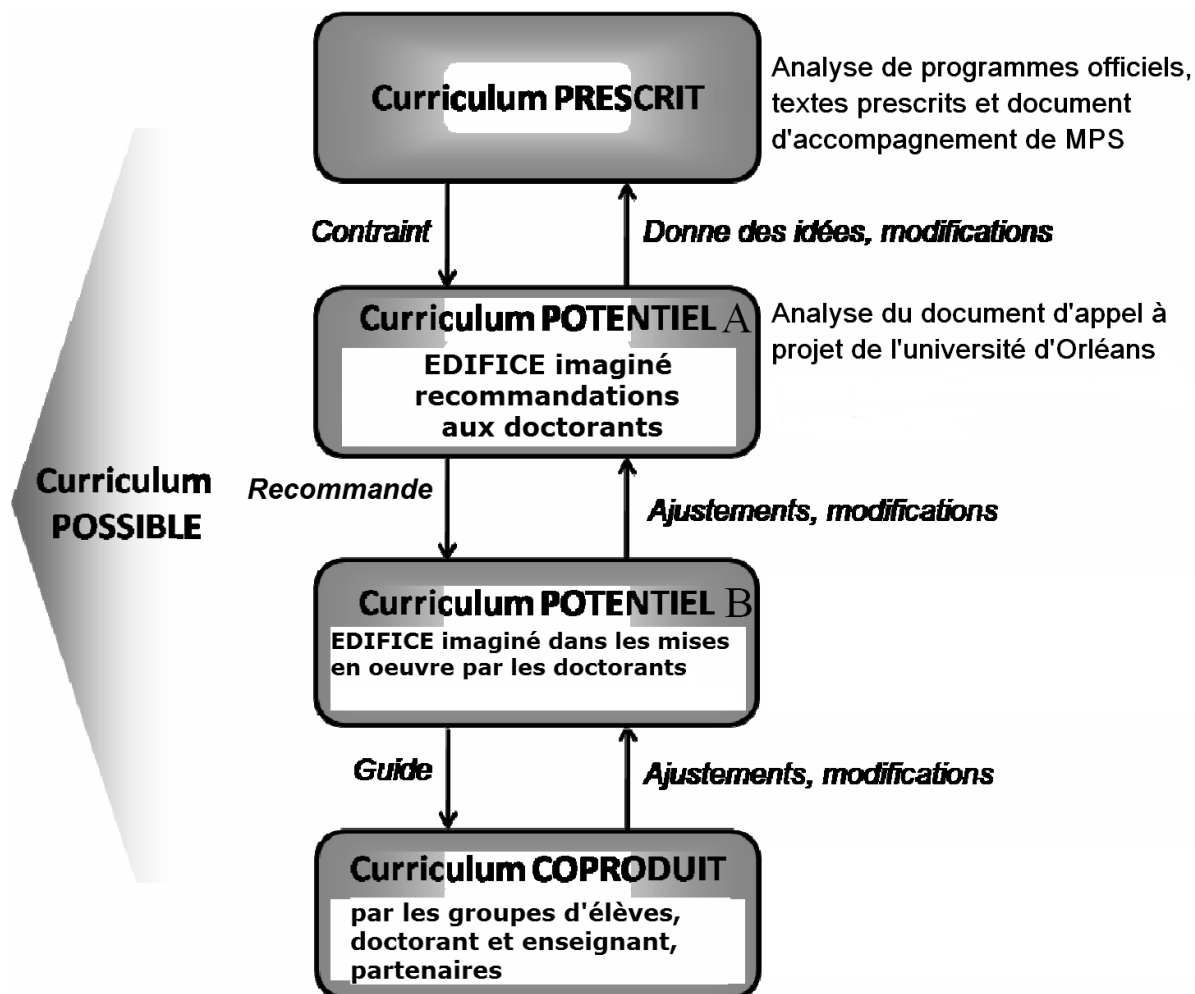 Curriculum PRESCRIT
Analyse de programmes officiels,
textes prescrits et document
d'accompagnement de MPS
Contraint
Donne des idées, modifications
Curriculum POTENTIEL A
EDIFICE imaginé
recommandations
aux doctorants
Analyse du document d'appel à
projet de l'université d'Orléans
Curriculum
POSSIBLE
Recommande
Ajustements, modifications
Curriculum POTENTIEL B
EDIFICE imaginé dans les mises
en oeuvre par les doctorants
Guide
Ajustements, modifications
Curriculum COPRODUIT
par les groupes d'élèves,
doctorant et enseignant,
partenaires